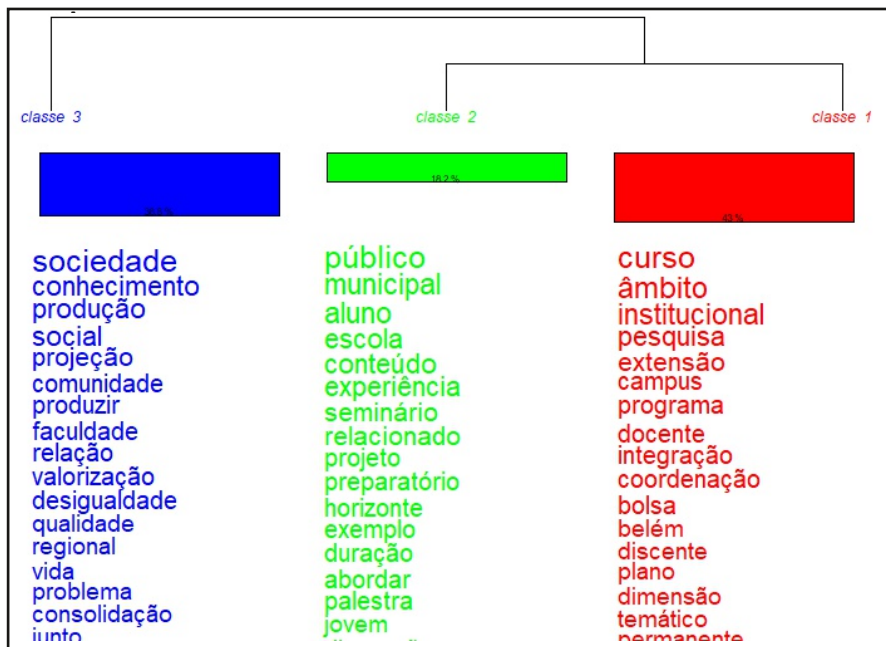 classe 3
classe 2
classe 1
18.2 %
43 %
sociedade
conhecimento
produção
social
projeção
comunidade
produzir
faculdade
relação
valorização
desigualdade
qualidade
regional
vida
problema
consolidação
junto
público
municipal
aluno
escola
conteúdo
experiência
seminário
relacionado
projeto
preparatório
horizonte
exemplo
duração
abordar
palestra
jovem
curso
âmbito
institucional
pesquisa
extensão
campus
programa
docente
integração
coordenação
bolsa
belém
discente
plano
dimensão
temático
permanente